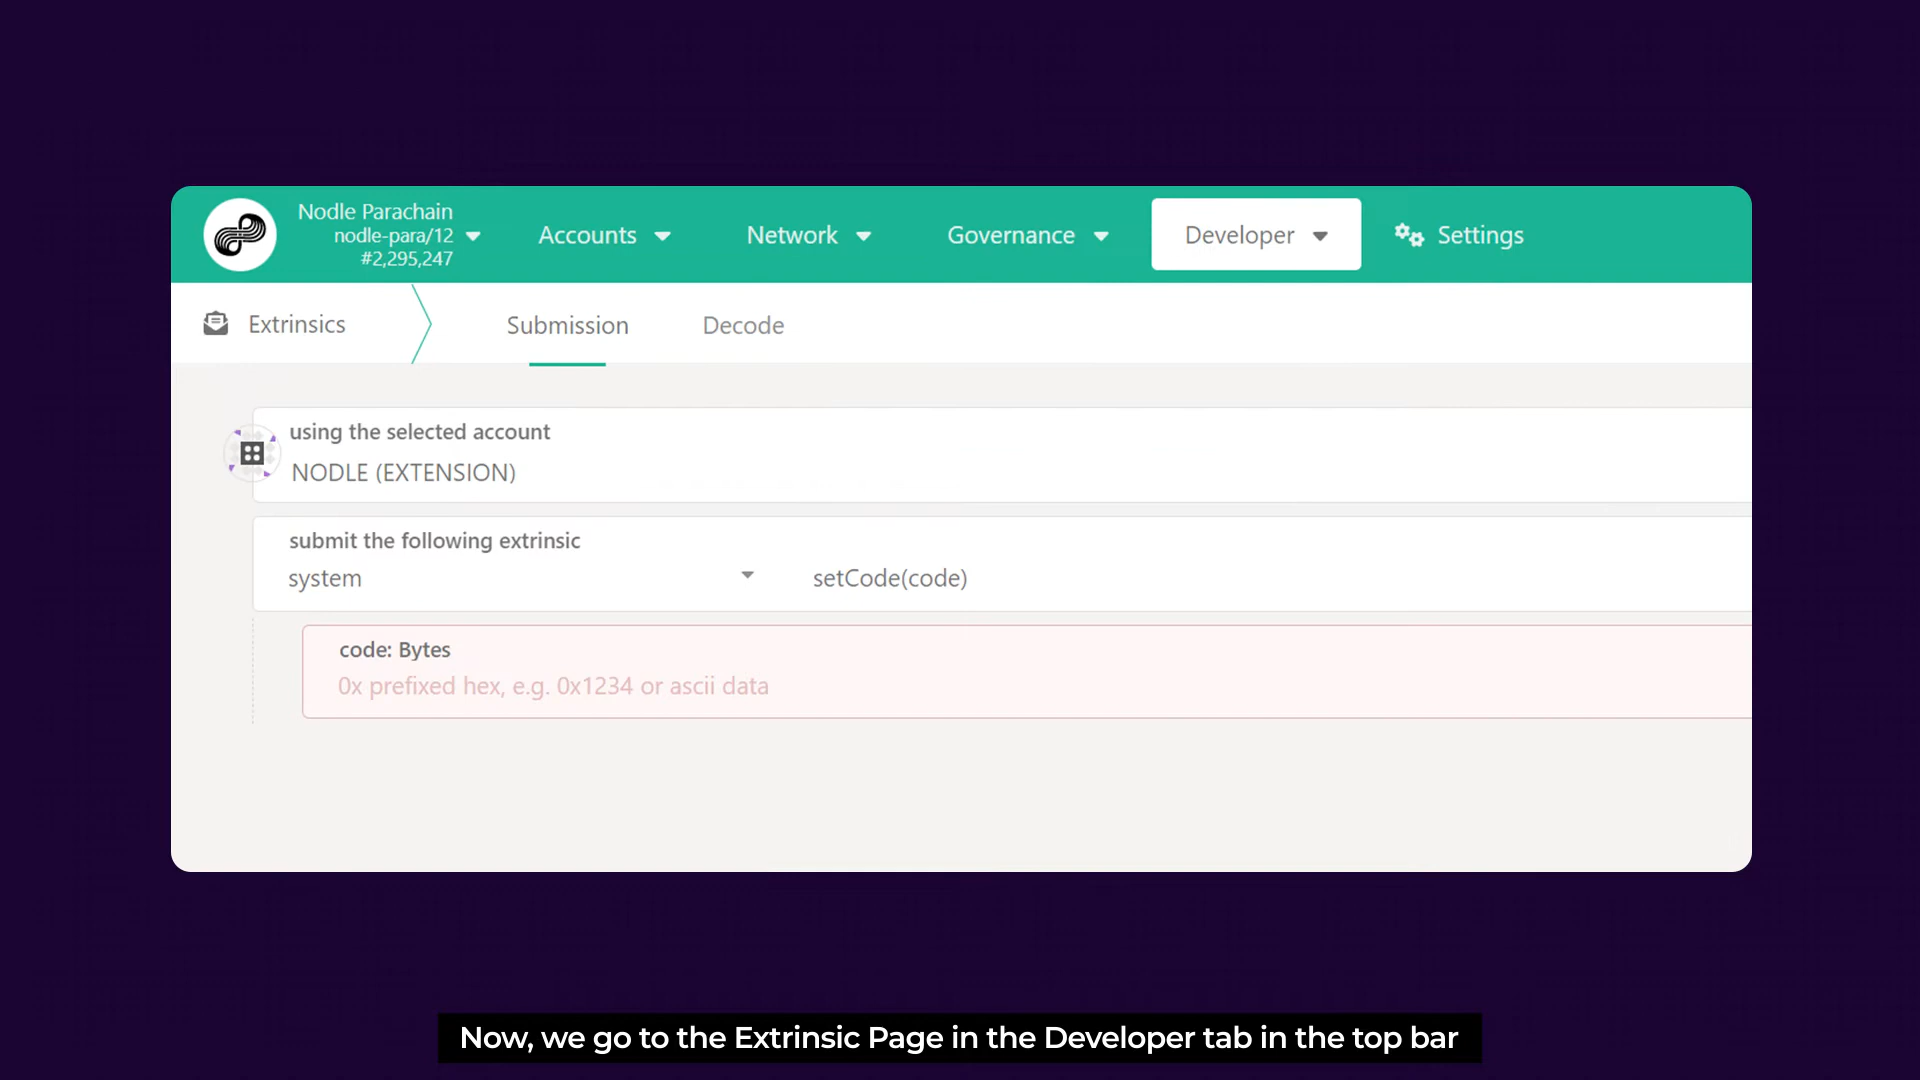 Nodle Parachain
nodle-para/12
#2,295,247
Accounts
Network
Governance
Developer
Settings
Extrinsics
Submission
Decode
using the selected account
NODLE (EXTENSION)
submit the following extrinsic
system
setCode(code)
code: Bytes
0x prefixed hex, e.g. 0x1234 or ascii data
Now, we go to the Extrinsic Page in the Developer tab in the top bar